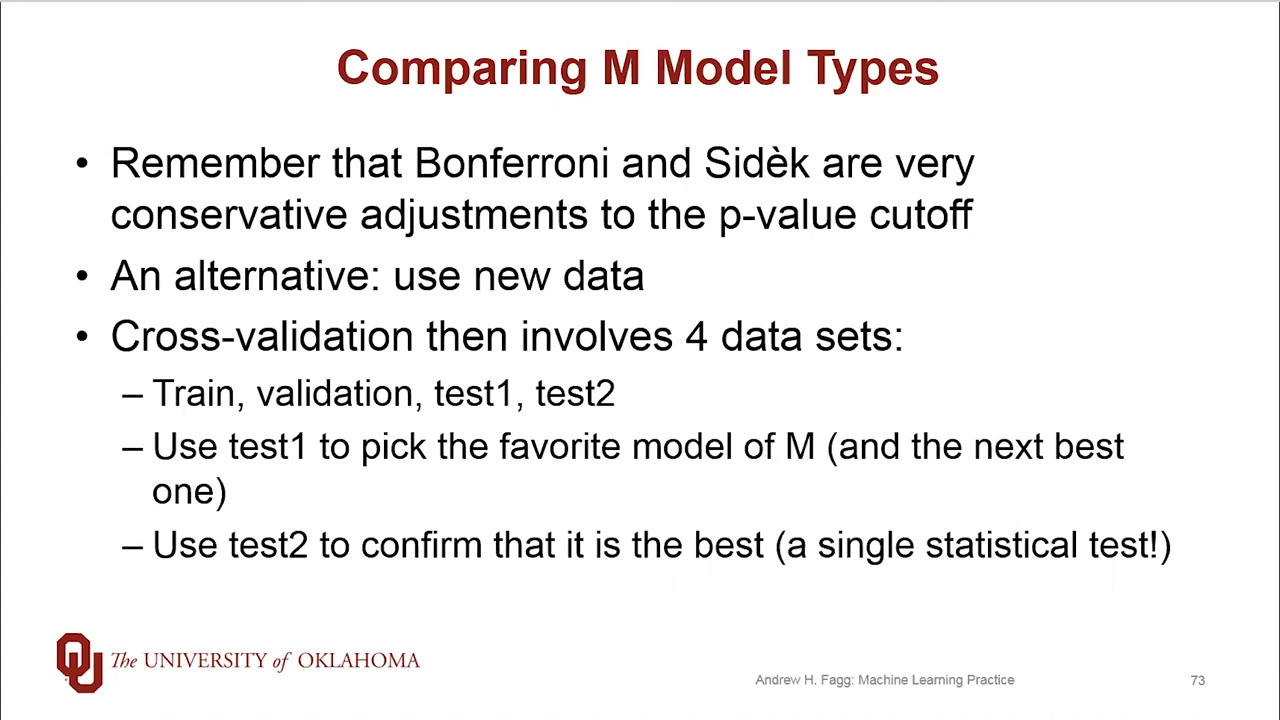 Comparing M Model Types
• Remember that Bonferroni and Sidèk are very
conservative adjustments to the p-value cutoff
• An alternative: use new data
• Cross-validation then involves 4 data sets:
– Train, validation, test1, test2
– Use test1 to pick the favorite model of M (and the next best
one)
– Use test2 to confirm that it is the best (a single statistical test!)
The UNIVERSITY of OKLAHOMA
Andrew H. Fagg: Machine Learning Practice
73